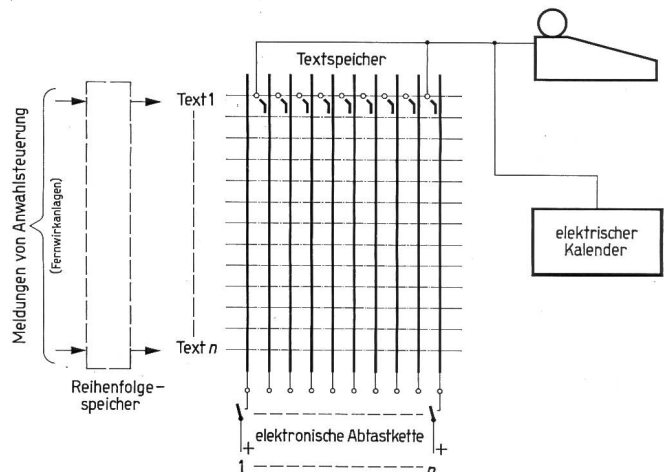 Textspeicher
Meldungen von Anwahlsteuerung
(Fernwirkanlagen)
Text 1
Text n
Reihenfolge-
speicher
elektrischer
Kalender
elektronische Abtastkette
+ +
1 n